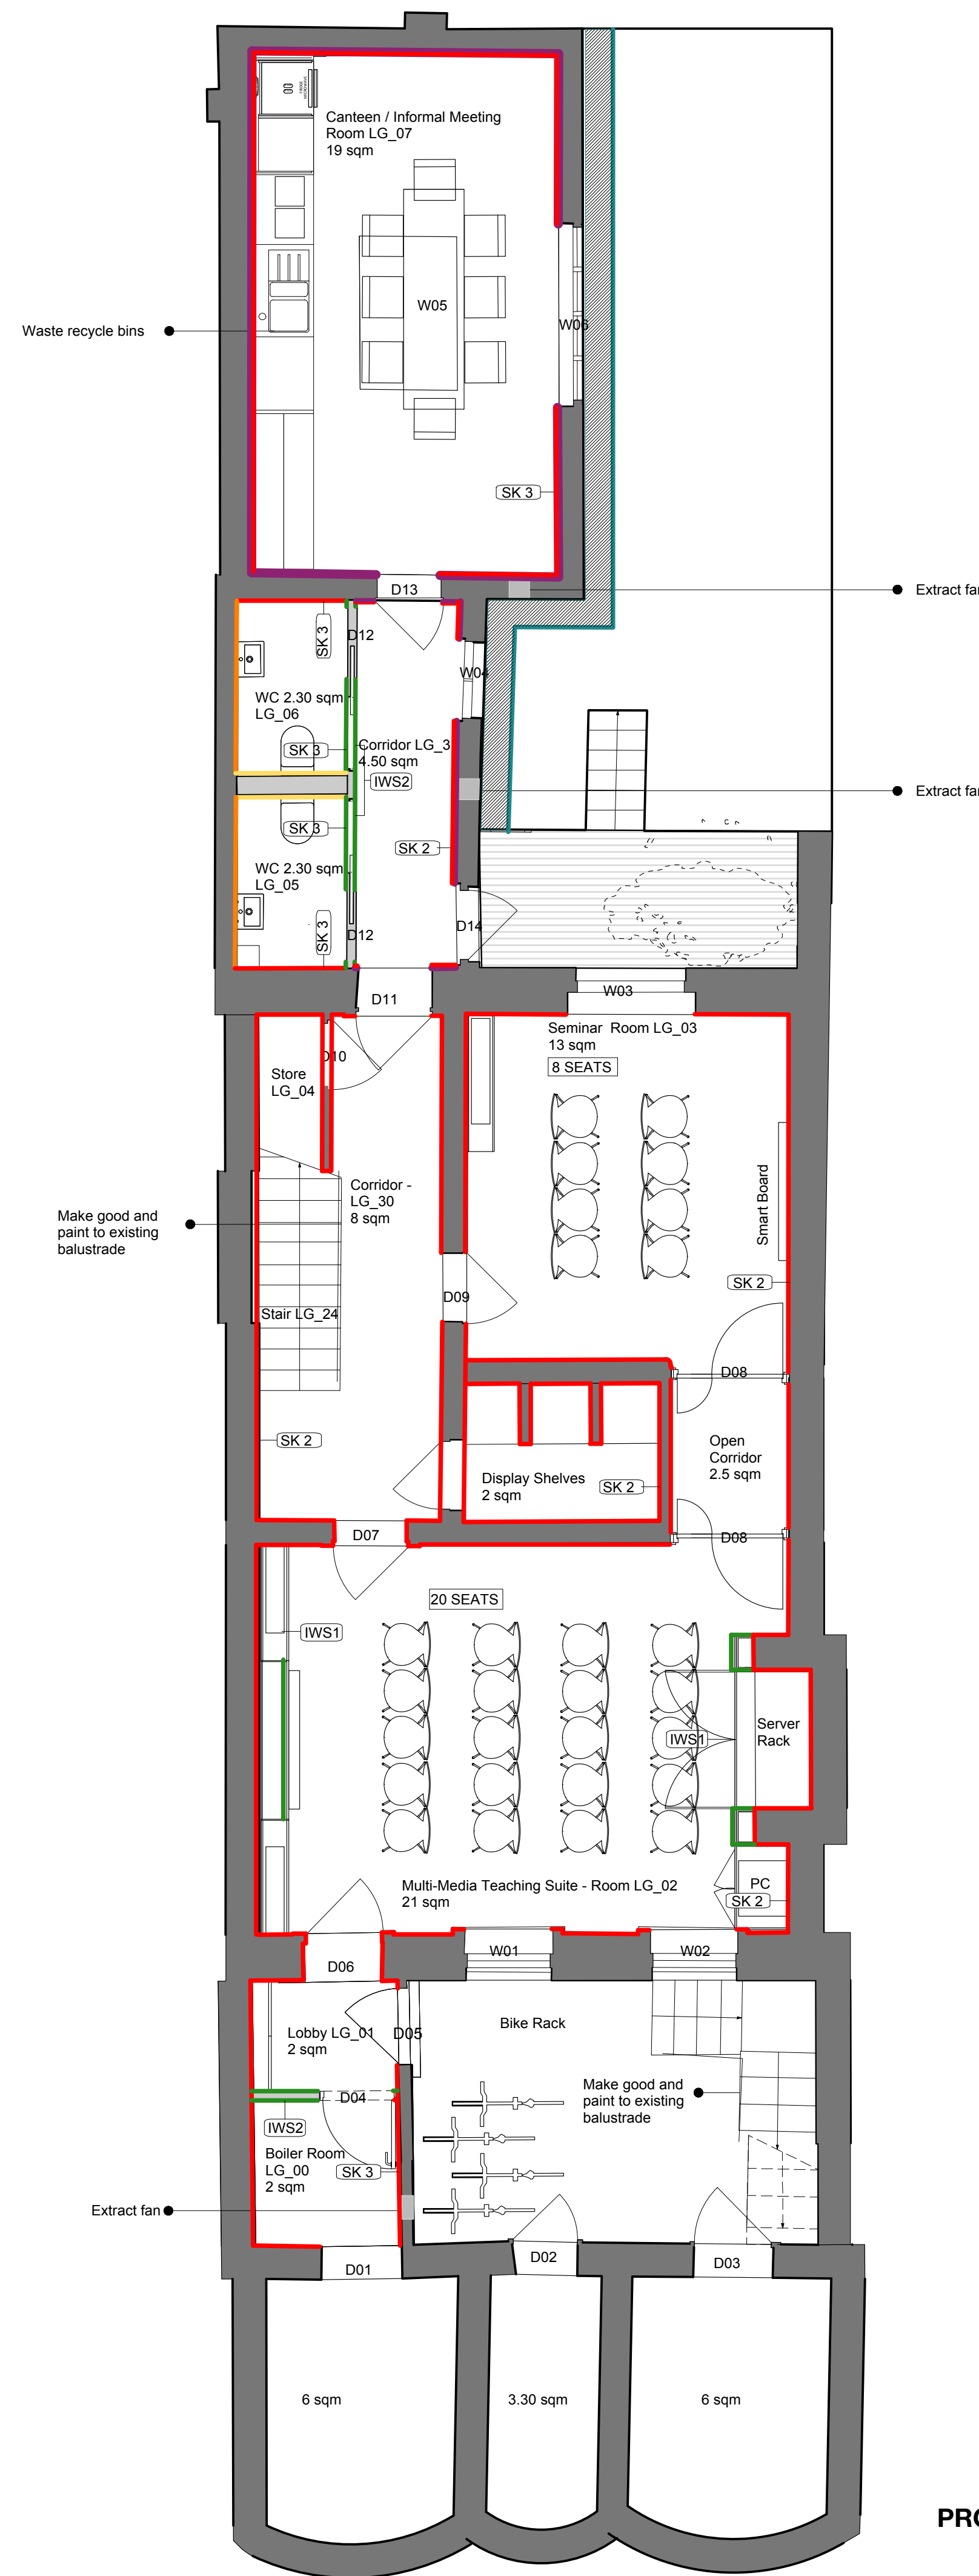 Canteen / Informal Meeting
Room LG_07
19 sqm
W05
W06
Waste recycle bins
SK 3
D13
Extract fan
SK 3
D12
W04
WC 2.30 sqm
LG_06
SK 3
Corridor LG_3
4.50 sqm
IWS2
Extract fan
SK 3
SK 2
WC 2.30 sqm
LG_05
SK 3
D12
D14
D11
W03
Seminar Room LG_03
13 sqm
8 SEATS
D10
Store
LG_04
Smart Board
Corridor -
LG_30
8 sqm
Make good and
paint to existing
balustrade
SK 2
D09
Stair LG_24
D08
SK 2
Open
Corridor
2.5 sqm
Display Shelves
2 sqm
SK 2
D07
D08
20 SEATS
IWS1
Server
Rack
IWS1
Multi-Media Teaching Suite - Room LG_02
21 sqm
PC
SK 2
W01
W02
D06
Lobby LG_01
2 sqm
D05
Bike Rack
Make good and
paint to existing
balustrade
D04
IWS2
Boiler Room
LG_00
2 sqm
SK 3
Extract fan
D01
D02
D03
6 sqm
3.30 sqm
6 sqm
PRO